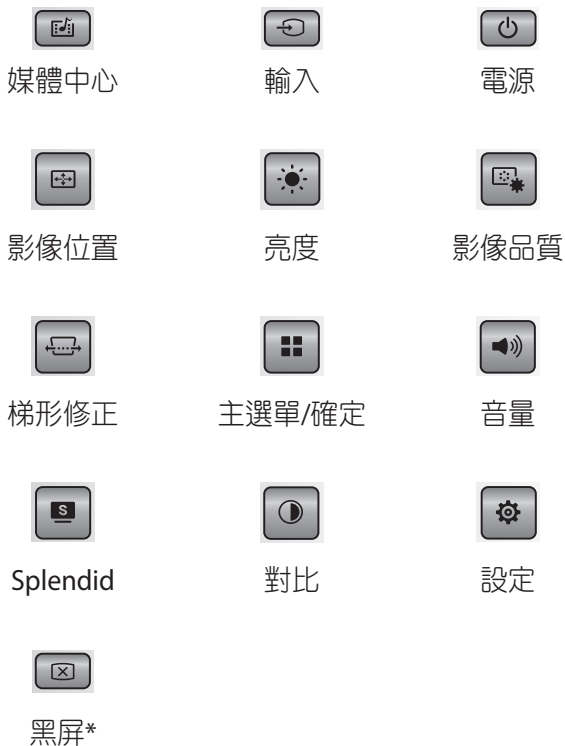 媒體中心 輸入 電源
影像位置 亮度 影像品質
梯形修正 主選單/確定 音量
S
Splendid 對比 設定
黑屏*